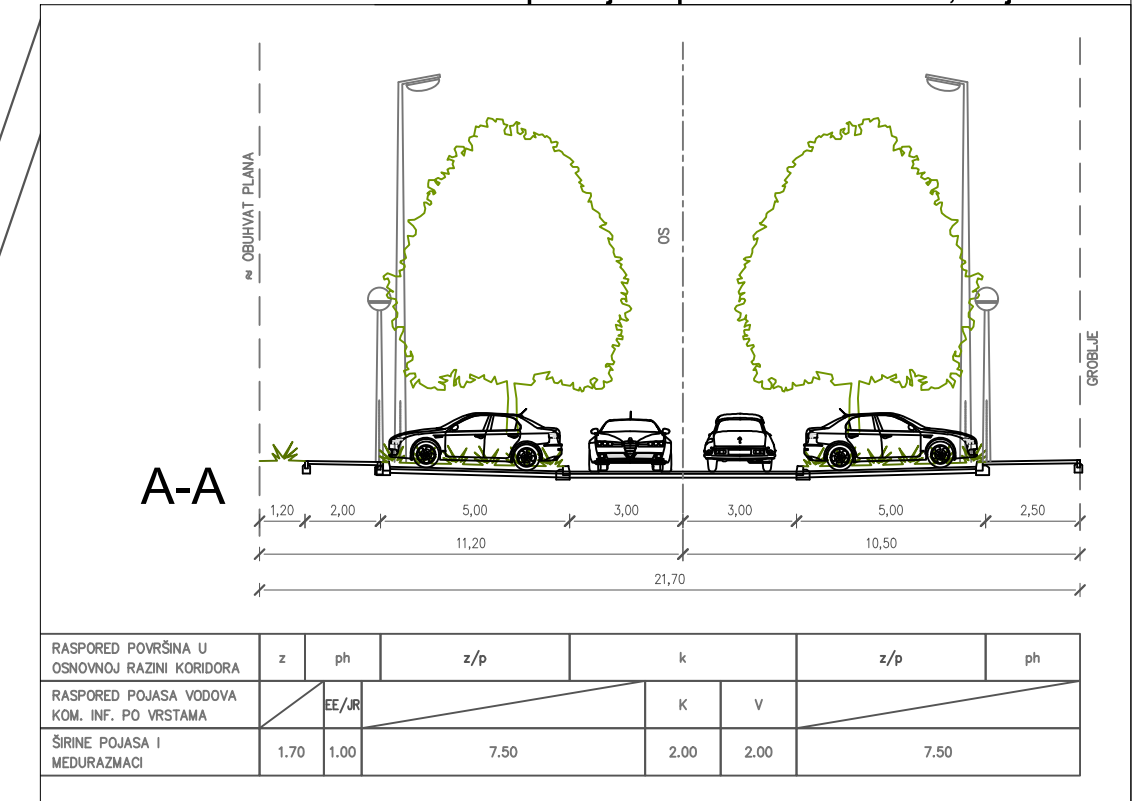 ≈ OBUHVAT PLANA
OS
GROBLJE
A-A
1,20 2,00 5,00 3,00 3,00 5,00 2,50
11,20 10,50
21,70
RASPORED POVRŠINA U
OSNOVNOJ RAZINI KORIDORA
z ph z/p k z/p ph
RASPORED POJASA VODOVA
KOM. INF. PO VRSTAMA
EE/JR K V
ŠIRINE POJASA I
MEDURAZMACI
1.70 1.00 7.50 2.00 2.00 7.50